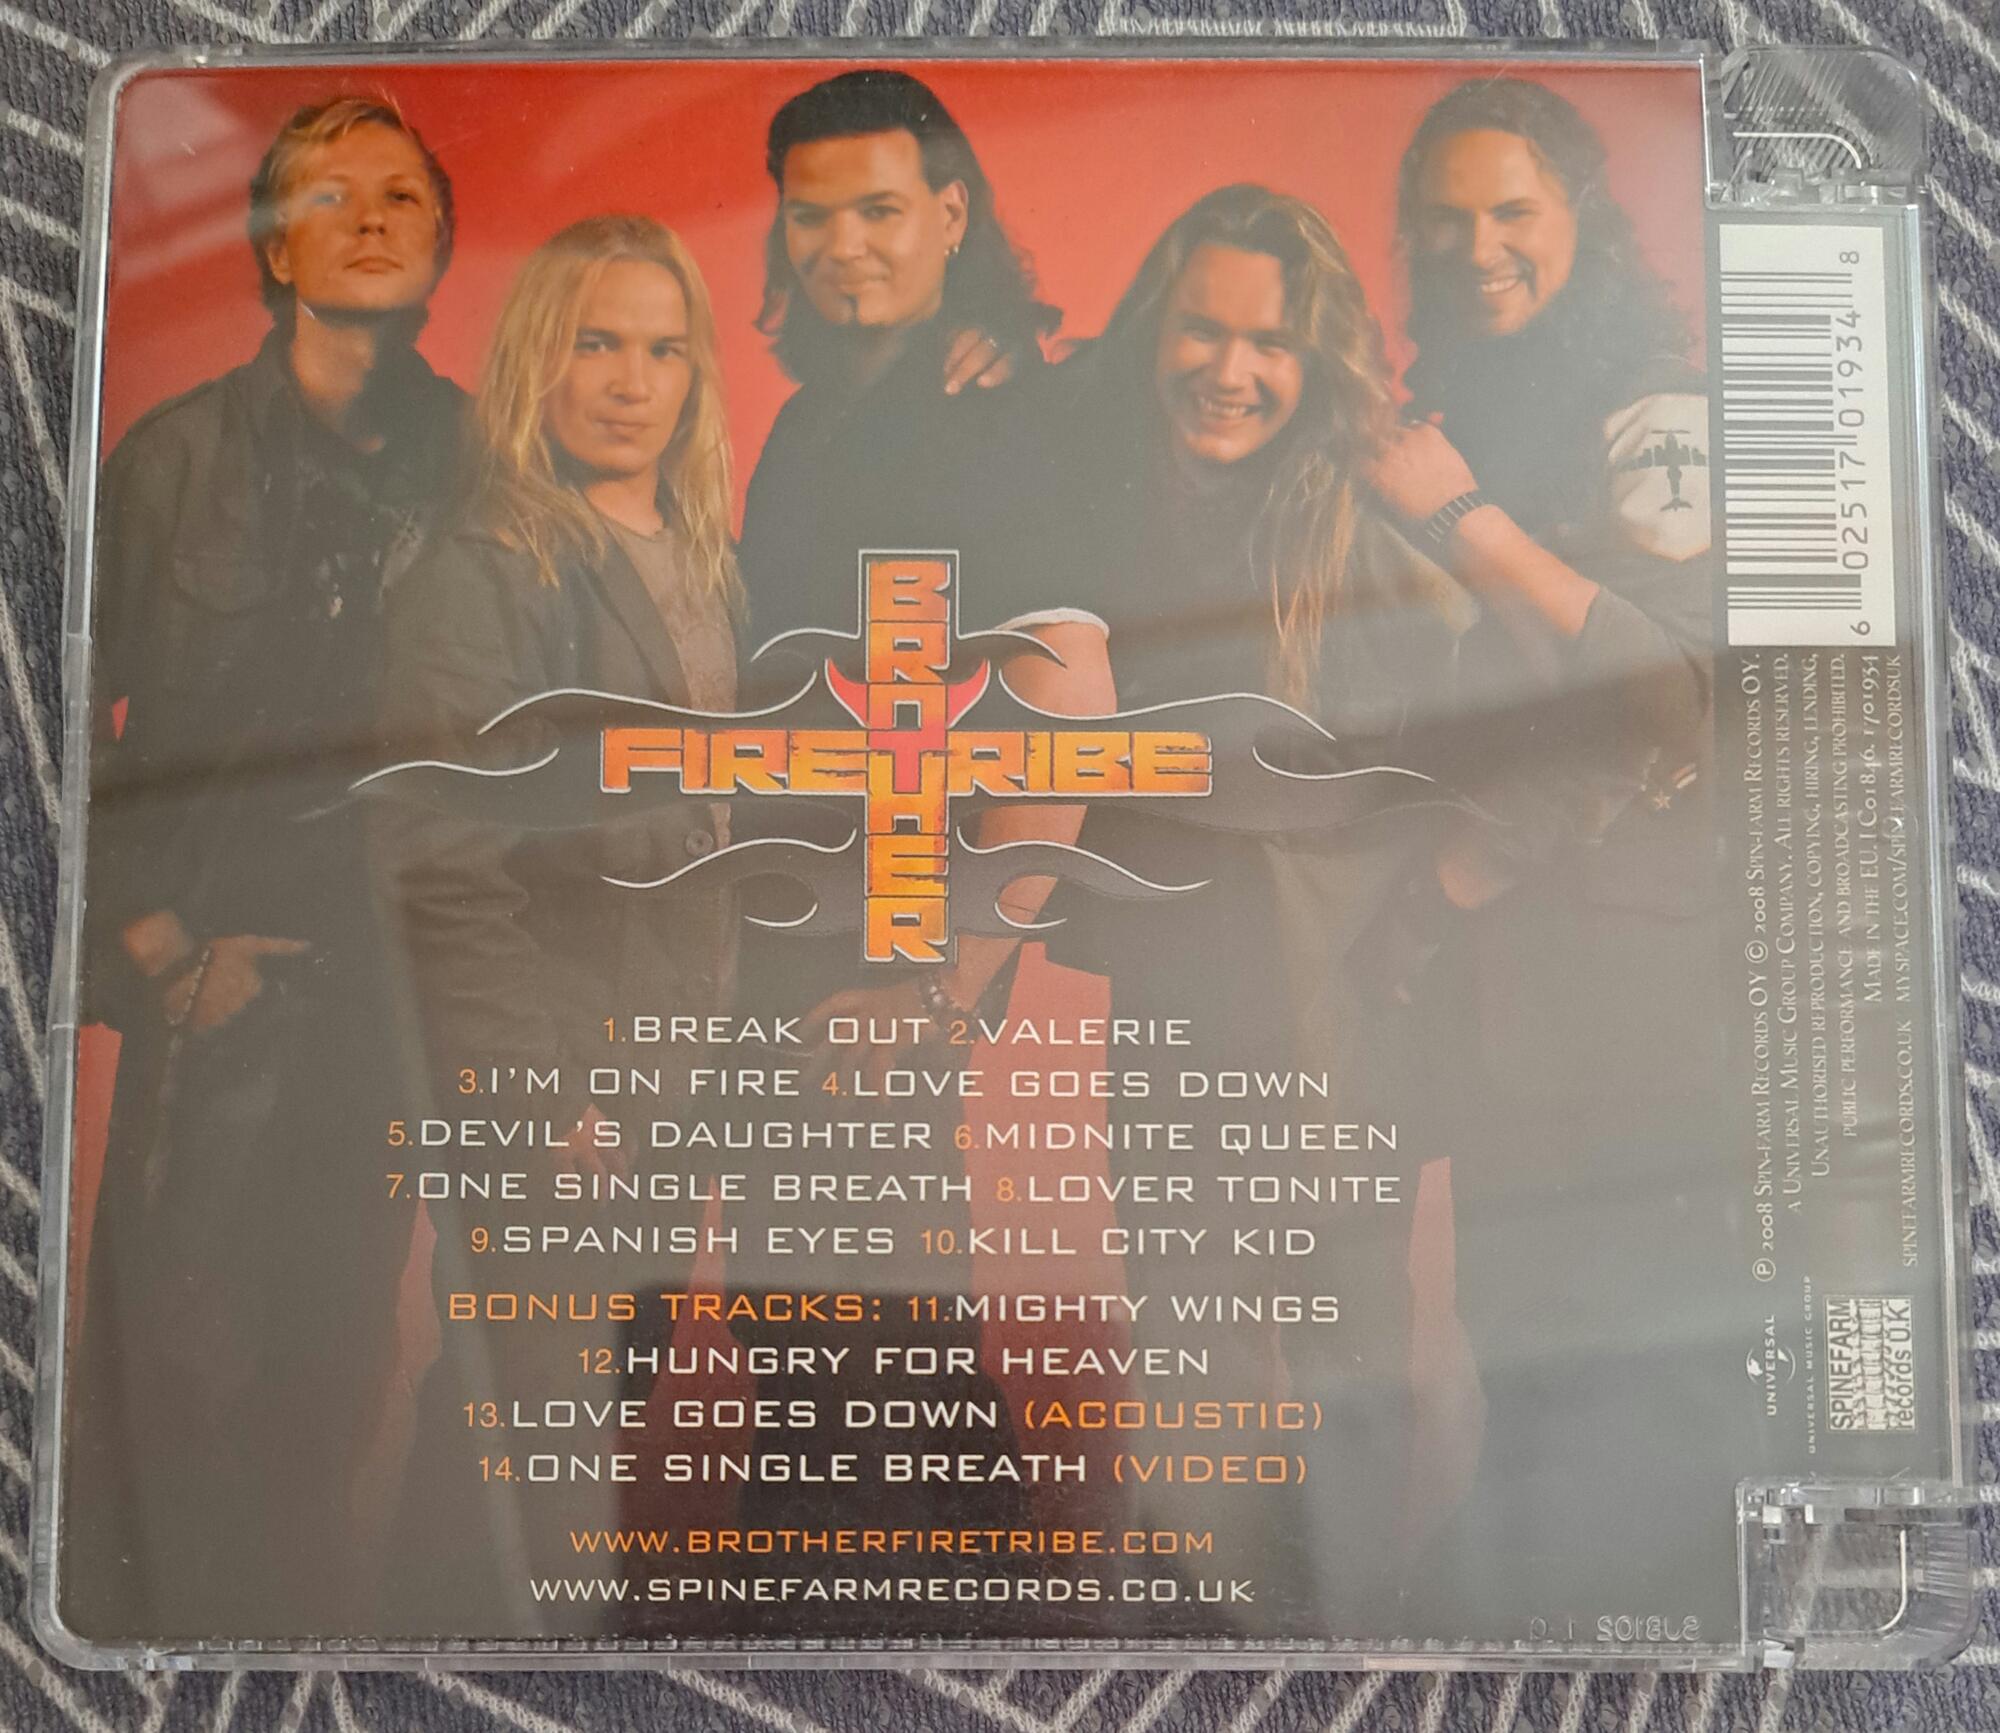 BROTHER
FIRETRIBE
1.BREAK OUT 2.VALERIE
3.I'M ON FIRE 4.LOVE GOES DOWN
5.DEVIL'S DAUGHTER 6.MIDNITE QUEEN
7.ONE SINGLE BREATH 8.LOVER TONITE
9.SPANISH EYES 10.KILL CITY KID
BONUS TRACKS: 11.MIGHTY WINGS
12.HUNGRY FOR HEAVEN
13.LOVE GOES DOWN (ACOUSTIC)
14.ONE SINGLE BREATH (VIDEO)
WWW.BROTHERFIRETRIBE.COM
WWW.SPINEFARMRECORDS.CO.UK
6 02517 01934 8
℗ 2008 SPIN-FARM RECORDS OY © 2008 SPIN-FARM RECORDS OY.
A UNIVERSAL MUSIC GROUP COMPANY. ALL RIGHTS RESERVED.
UNAUTHORISED REPRODUCTION, COPYING, HIRING, LENDING,
PUBLIC PERFORMANCE AND BROADCASTING PROHIBITED.
MADE IN THE EU. LC01846. 1701934
SPINEFARMRECORDS.CO.UK MYSPACE.COM/SPINEFARMRECORDSUK
UNIVERSAL
UNIVERSAL MUSIC GROUP
SPINEFARM
records U.K.